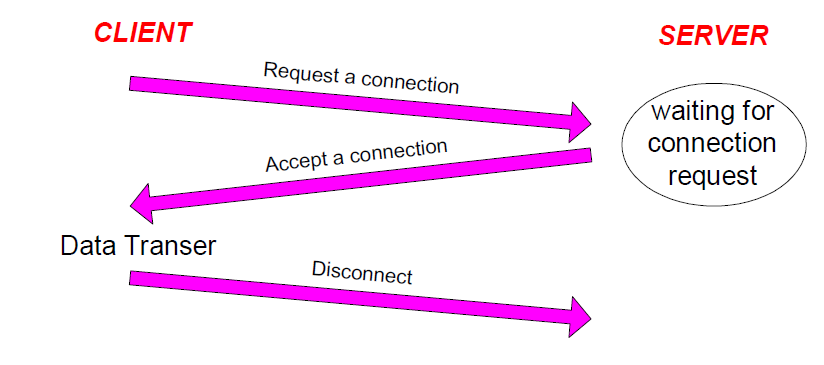 CLIENT
SERVER
Request a connection
waiting for
connection
request
Accept a connection
Data Transer
Disconnect